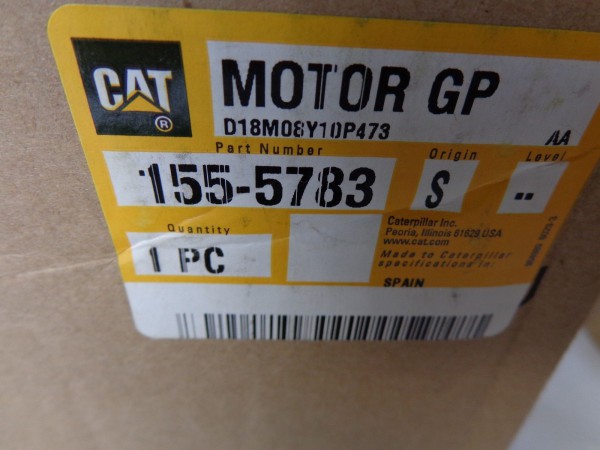 CAT
®
MOTOR GP
D18M08Y10P473
AA
Part Number
Origin
Level
155-5783
S
--
Quantity
1 PC
Caterpillar Inc.
Peoria, Illinois 61629 USA
www.cat.com
Made to Caterpillar
specifications in:
SPAIN